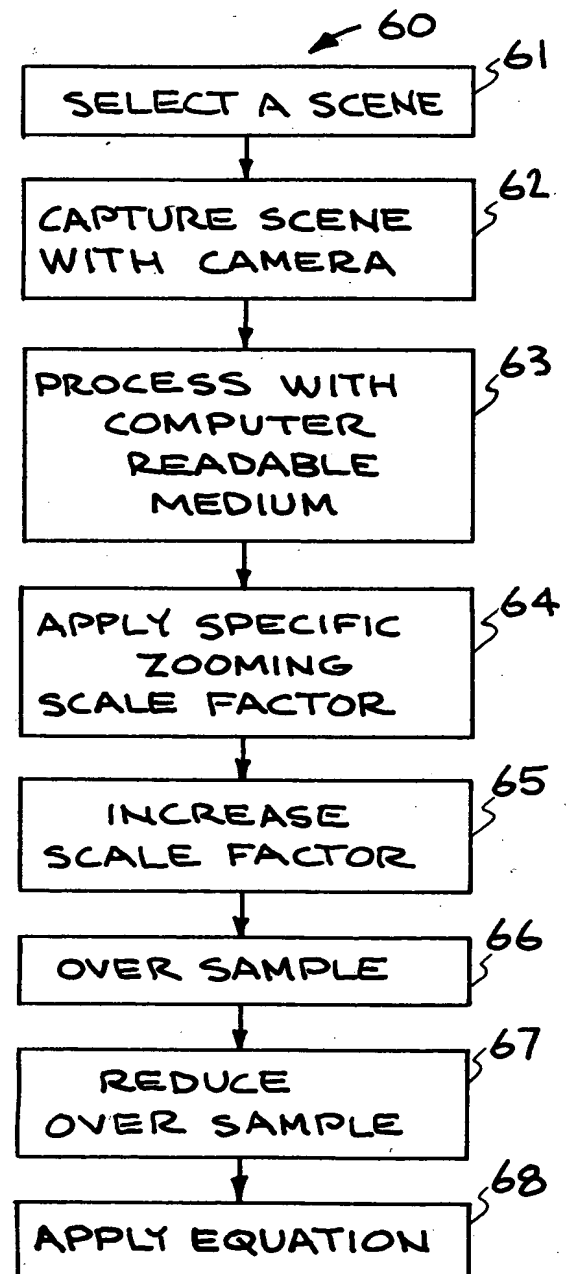 60
61
SELECT A SCENE
62
CAPTURE SCENE
WITH CAMERA
63
PROCESS WITH
COMPUTER
READABLE
MEDIUM
64
APPLY SPECIFIC
ZOOMING
SCALE FACTOR
65
INCREASE
SCALE FACTOR
66
OVER SAMPLE
67
REDUCE
OVER SAMPLE
68
APPLY EQUATION